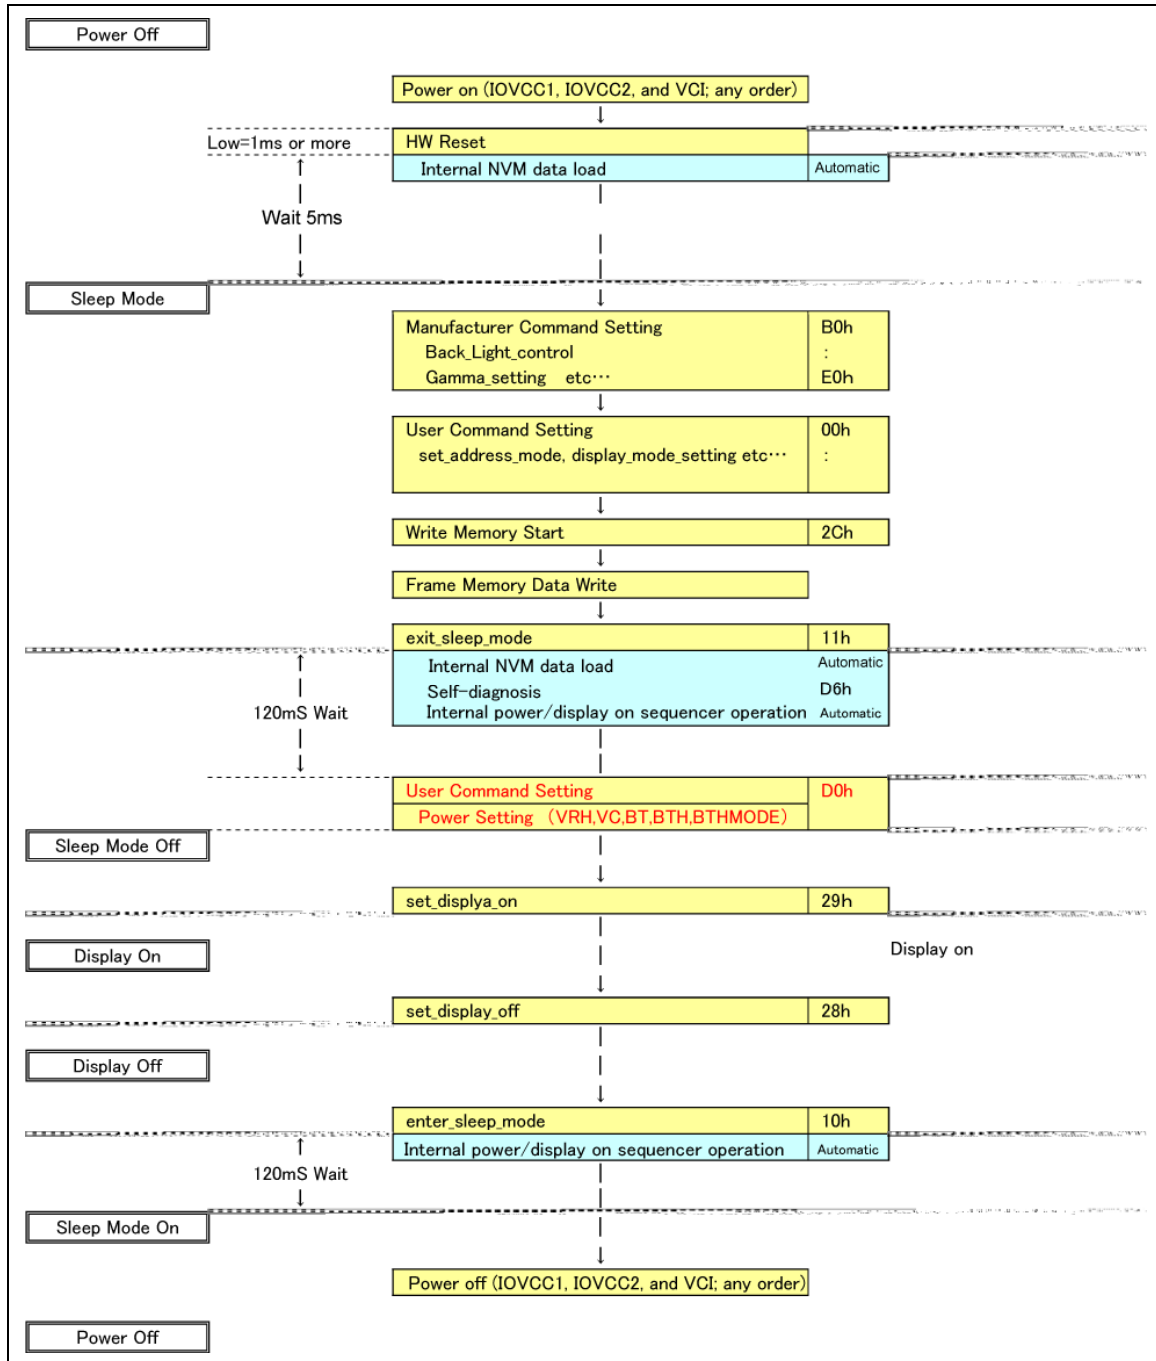 Power Off
Power on (IOVCC1, IOVCC2, and VCI; any order)
Low=1ms or more
HW Reset
Internal NVM data load Automatic
Wait 5ms
Sleep Mode
Manufacturer Command Setting B0h
Back_Light_control :
Gamma_setting etc… E0h
User Command Setting 00h
set_address_mode, display_mode_setting etc… :
Write Memory Start 2Ch
Frame Memory Data Write
exit_sleep_mode 11h
Internal NVM data load Automatic
Self-diagnosis D6h
120mS Wait
Internal power/display on sequencer operation Automatic
User Command Setting D0h
Power Setting (VRH,VC,BT,BTH,BTHMODE)
Sleep Mode Off
set_displya_on 29h
Display On
Display on
set_display_off 28h
Display Off
enter_sleep_mode 10h
Internal power/display on sequencer operation Automatic
120mS Wait
Sleep Mode On
Power off (IOVCC1, IOVCC2, and VCI; any order)
Power Off